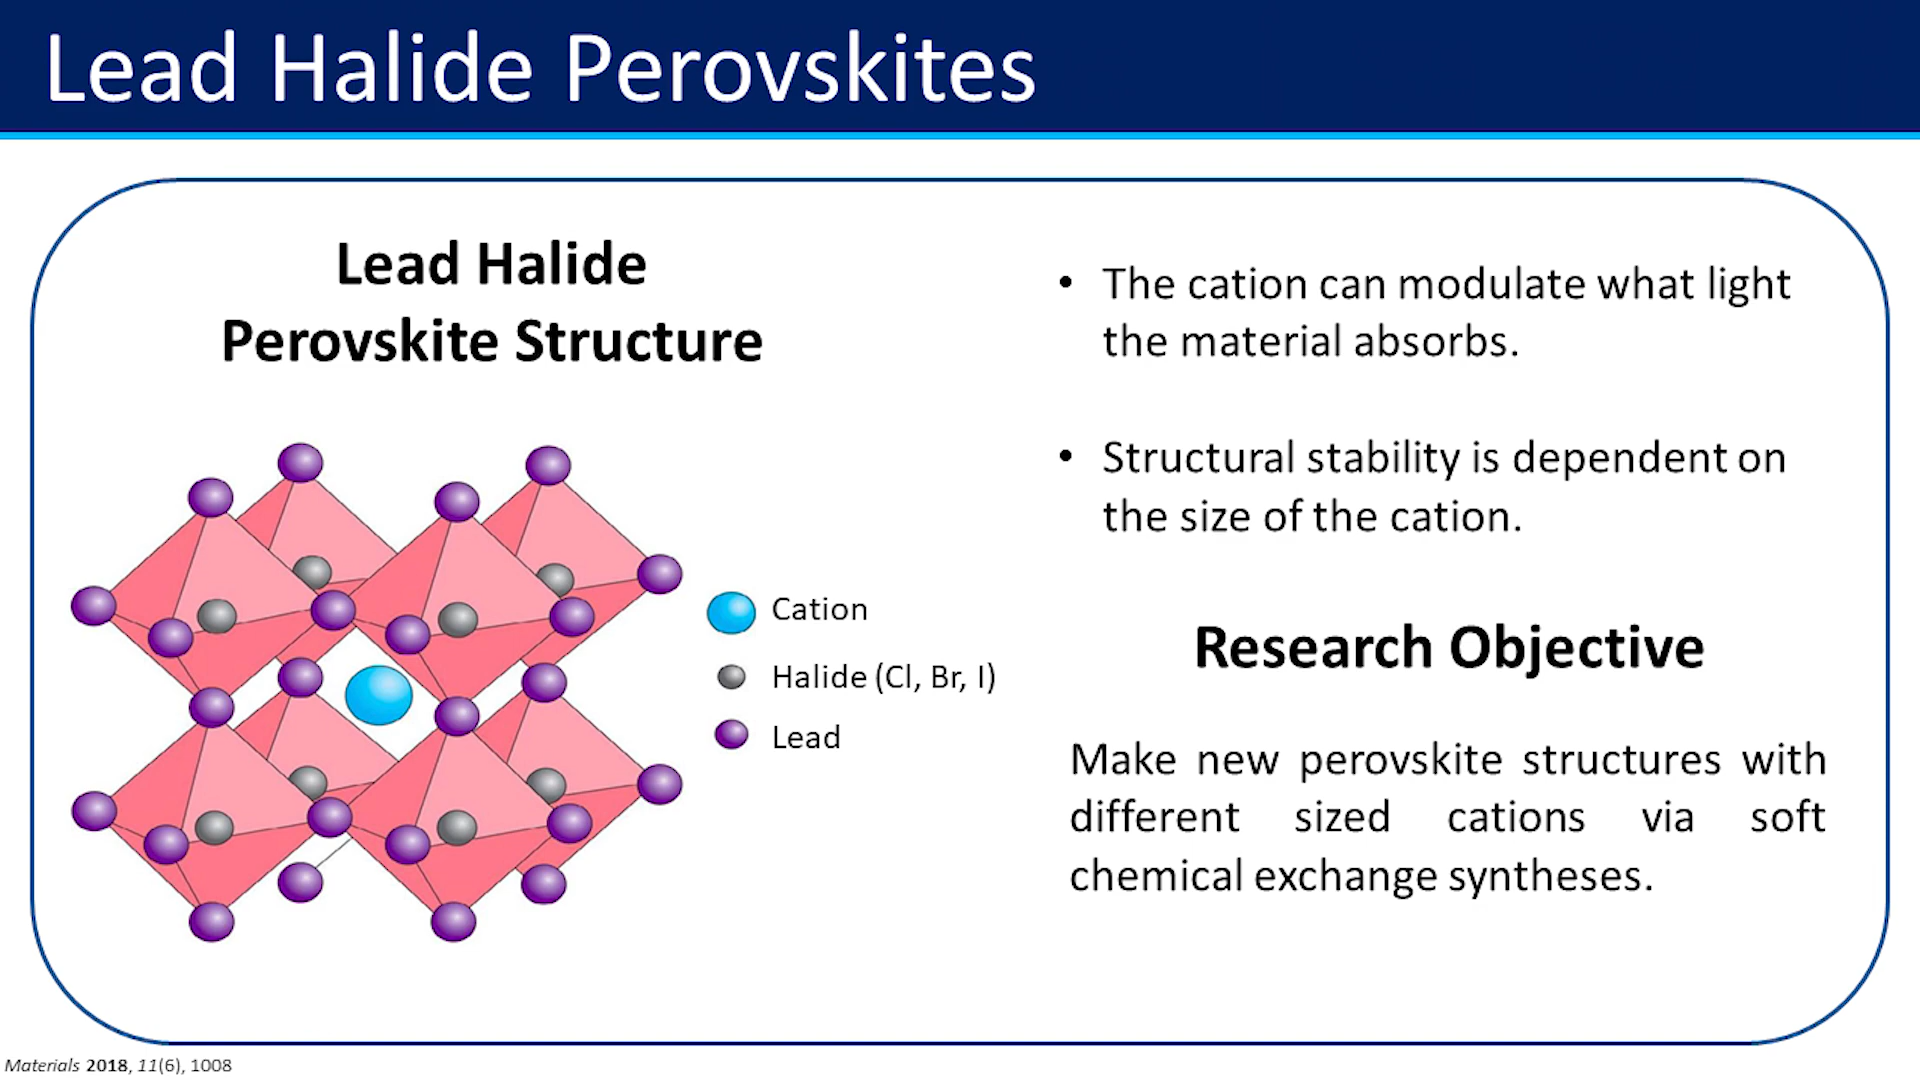 Lead Halide Perovskites
Lead Halide
Perovskite Structure
Cation
Halide (Cl, Br, I)
Lead
• The cation can modulate what light
the material absorbs.
• Structural stability is dependent on
the size of the cation.
Research Objective
Make new perovskite structures with
different sized cations via soft
chemical exchange syntheses.
Materials 2018, 11(6), 1008